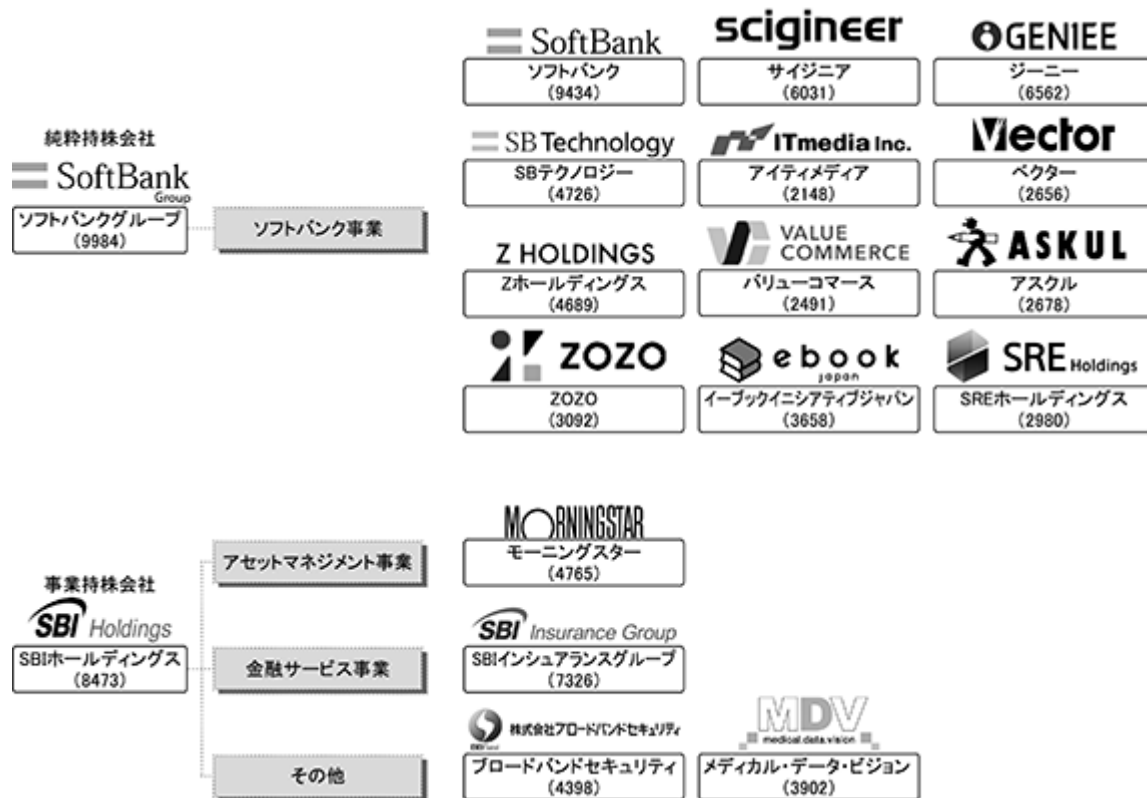 SoftBank
ソフトバンク
(9434)
scigineer
サイジニア
(6031)
GENIEE
ジーニー
(6562)
純粋持株会社
SoftBank
Group
ソフトバンクグループ
(9984)
ソフトバンク事業
SB Technology
SBテクノロジー
(4726)
ITmedia Inc.
アイティメディア
(2148)
Vector
ベクター
(2656)
Z HOLDINGS
Zホールディングス
(4689)
VALUE
COMMERCE
バリューコマース
(2491)
ASKUL
アスクル
(2678)
ZOZO
ZOZO
(3092)
ebook
japan
イーブックイニシアティブジャパン
(3658)
SRE Holdings
SREホールディングス
(2980)
事業持株会社
SBI Holdings
SBIホールディングス
(8473)
アセットマネジメント事業
MORNINGSTAR
モーニングスター
(4765)
金融サービス事業
SBI Insurance Group
SBIインシュアランスグループ
(7326)
その他
株式会社ブロードバンドセキュリティ
ブロードバンドセキュリティ
(4398)
MDV
medical.data.vision
メディカル・データ・ビジョン
(3902)